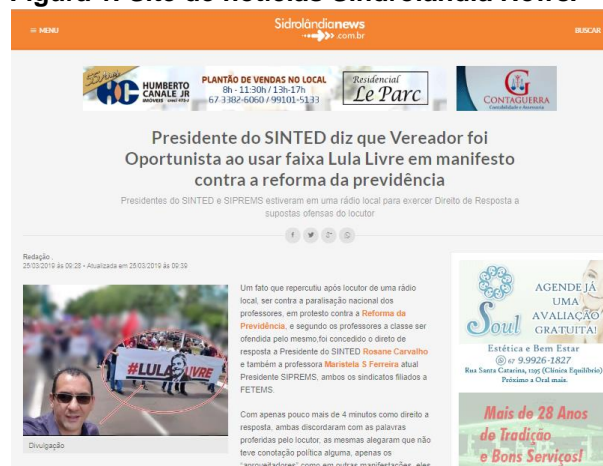 Figura 1: Site de notícias Sindrolândia News.
≡ MENU
Sidrolândianews
.com.br
BUSCAR
HUMBERTO
CANALE JR
IMÓVEIS
PLANTÃO DE VENDAS NO LOCAL
8h - 11:30h / 13h-17h
67 3382-6060 / 99101-5133
Residencial
Le Parc
CONTAGUERRA
Contabilidade e Assessoria
Presidente do SINTED diz que Vereador foi
Oportunista ao usar faixa Lula Livre em manifesto
contra a reforma da previdência
Presidentes do SINTED e SIPREMS estiveram em uma rádio local para exercer Direito de Resposta a
supostas ofensas do locutor
Redação ,
25/03/2019 às 09:28 - Atualizada em 25/03/2019 às 09:39
#LULA LIVRE
Divulgação
Um fato que repercutiu após locutor de uma rádio
local, ser contra a paralisação nacional dos
professores, em protesto contra a Reforma da
Previdência, e segundo os professores a classe ser
ofendida pelo mesmo,foi concedido o direto de
resposta a Presidente do SINTED Rosane Carvalho
e também a professora Maristela S Ferreira atual
Presidente SIPREMS, ambos os sindicatos filiados a
FETEMS.
Com apenas pouco mais de 4 minutos como direito a
resposta, ambas discordaram com as palavras
proferidas pelo locutor, as mesmas alegaram que não
teve conotação política alguma, apenas os
"aproveitadores" como em outras manifestações, eles
Soul
AGENDE JÁ
UMA
AVALIAÇÃO
GRATUITA!
Estética e Bem Estar
67 9.9926-1827
Rua Santa Catarina, 1195 (Clínica Equilíbrio)
Próximo a Oral mais.
Mais de 28 Anos
de Tradição
e Bons Serviços!